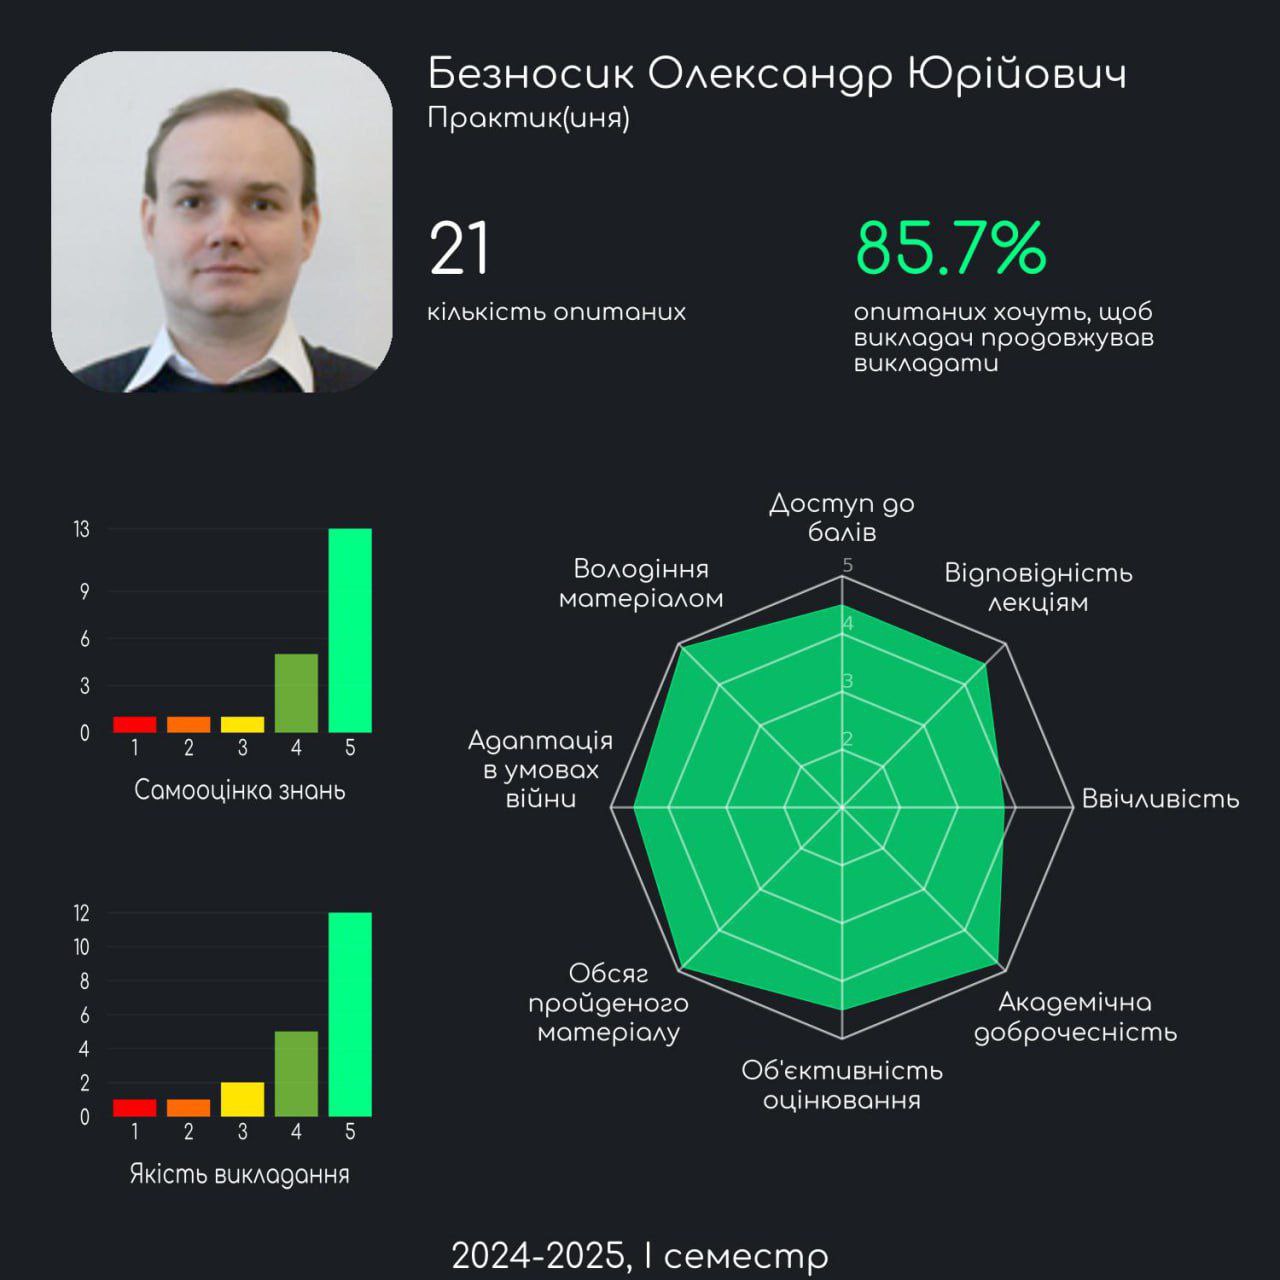 Безносик Олександр Юрійович
Практик(иня)
21
кількість опитаних
85.7%
опитаних хочуть, щоб
викладач продовжував
викладати
13
9
6
3
0
1 2 3 4 5
Самооцінка знань
12
10
8
6
4
2
0
1 2 3 4 5
Якість викладання
Доступ до
балів
Відповідність
лекціям
Ввічливість
Академічна
доброчесність
Об'єктивність
оцінювання
Обсяг
пройденого
матеріалу
Адаптація
в умовах
війни
Володіння
матеріалом
5
4
3
2
2024-2025, I семестр